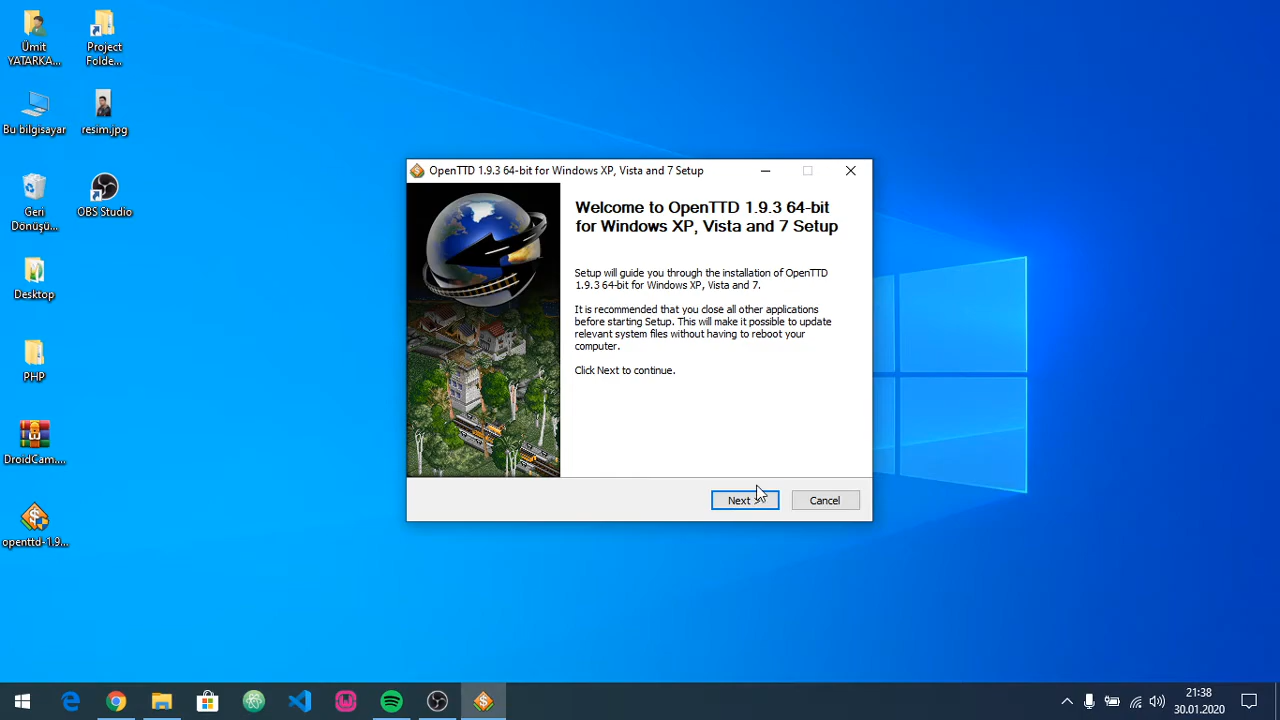 Ümit
YATARKA...
Project
Folde...
Bu bilgisayar
resim.jpg
Geri
Dönüşü...
OBS Studio
Desktop
PHP
DroidCam....
openttd-1.9...
OpenTTD 1.9.3 64-bit for Windows XP, Vista and 7 Setup
Welcome to OpenTTD 1.9.3 64-bit
for Windows XP, Vista and 7 Setup
Setup will guide you through the installation of OpenTTD
1.9.3 64-bit for Windows XP, Vista and 7.
It is recommended that you close all other applications
before starting Setup. This will make it possible to update
relevant system files without having to reboot your
computer.
Click Next to continue.
Next >
Cancel
21:38
30.01.2020